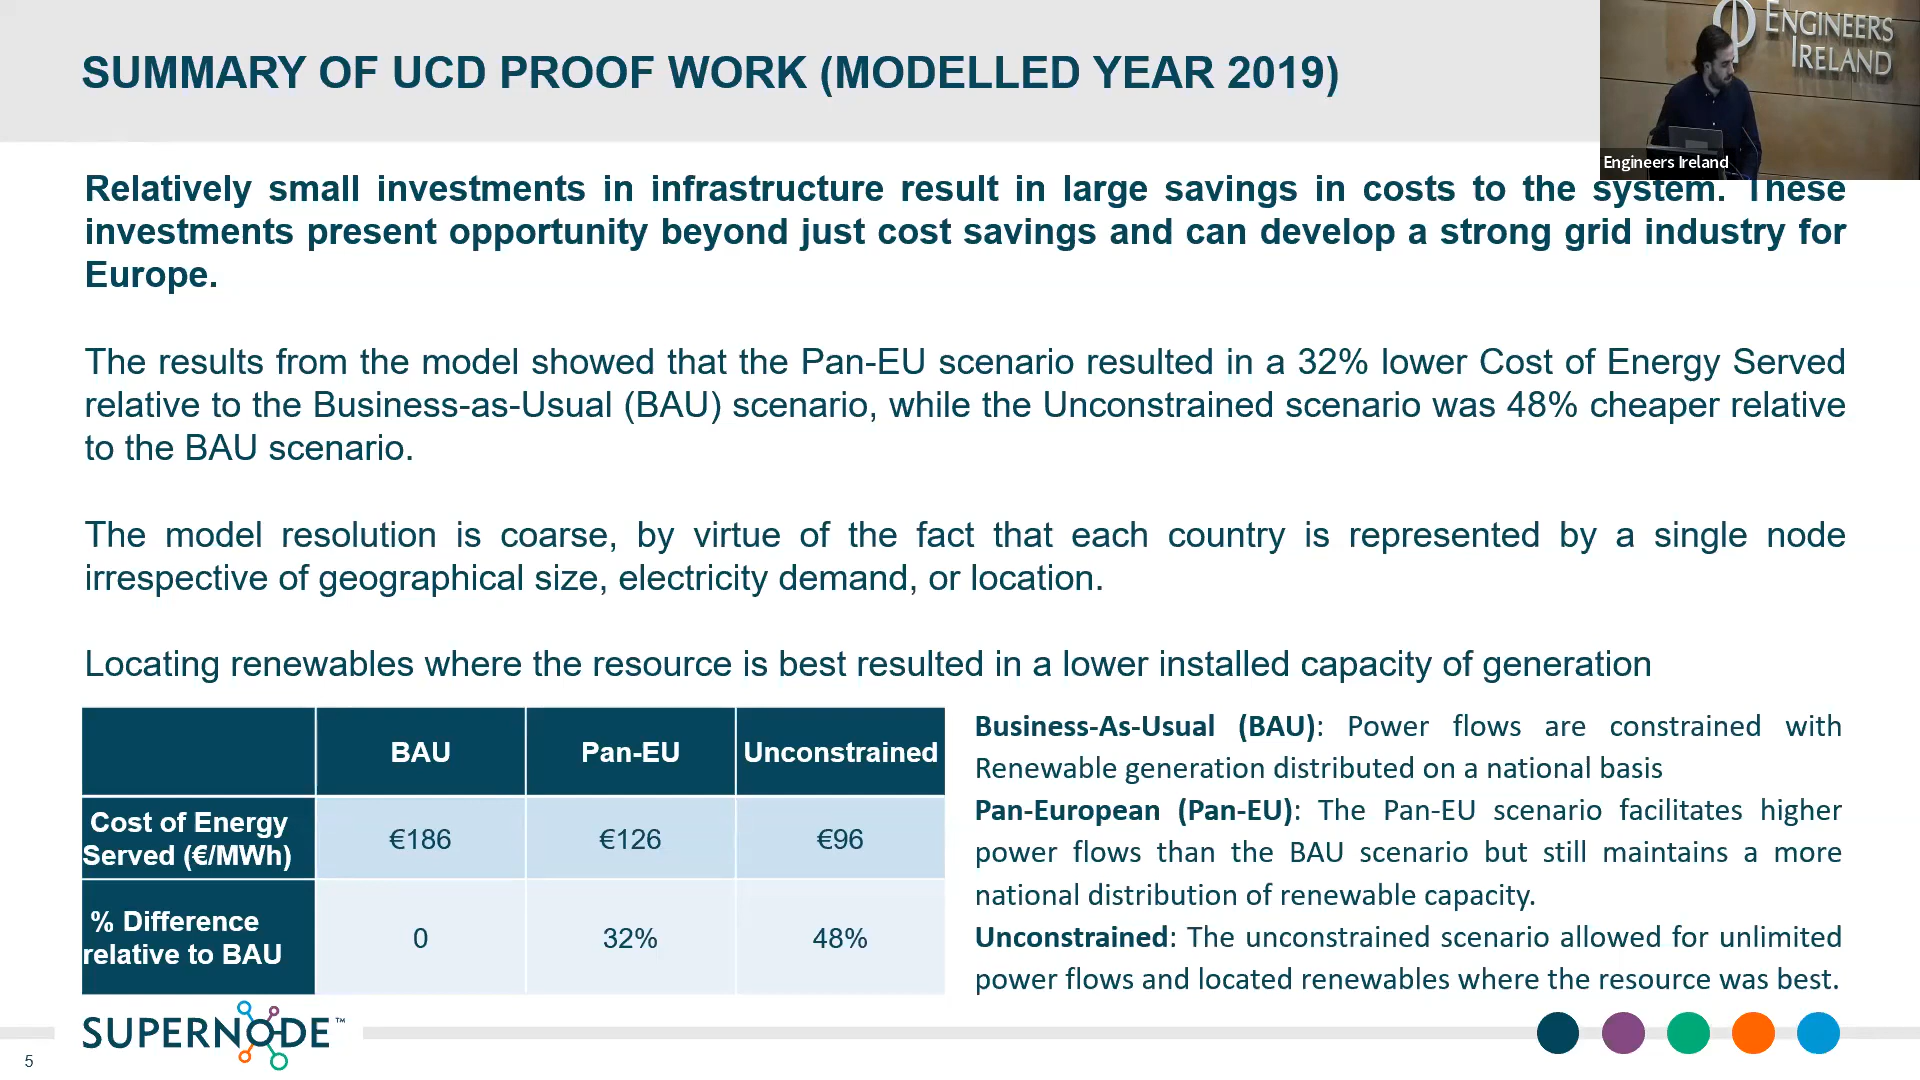 SUMMARY OF UCD PROOF WORK (MODELLED YEAR 2019)
ENGINEERS
IRELAND
Engineers Ireland
Relatively small investments in infrastructure result in large savings in costs to the system. These
investments present opportunity beyond just cost savings and can develop a strong grid industry for
Europe.
The results from the model showed that the Pan-EU scenario resulted in a 32% lower Cost of Energy Served
relative to the Business-as-Usual (BAU) scenario, while the Unconstrained scenario was 48% cheaper relative
to the BAU scenario.
The model resolution is coarse, by virtue of the fact that each country is represented by a single node
irrespective of geographical size, electricity demand, or location.
Locating renewables where the resource is best resulted in a lower installed capacity of generation
BAU Pan-EU Unconstrained
Cost of Energy
Served (€/MWh) €186 €126 €96
% Difference
relative to BAU 0 32% 48%
Business-As-Usual (BAU): Power flows are constrained with
Renewable generation distributed on a national basis
Pan-European (Pan-EU): The Pan-EU scenario facilitates higher
power flows than the BAU scenario but still maintains a more
national distribution of renewable capacity.
Unconstrained: The unconstrained scenario allowed for unlimited
power flows and located renewables where the resource was best.
SUPERNODE™
5